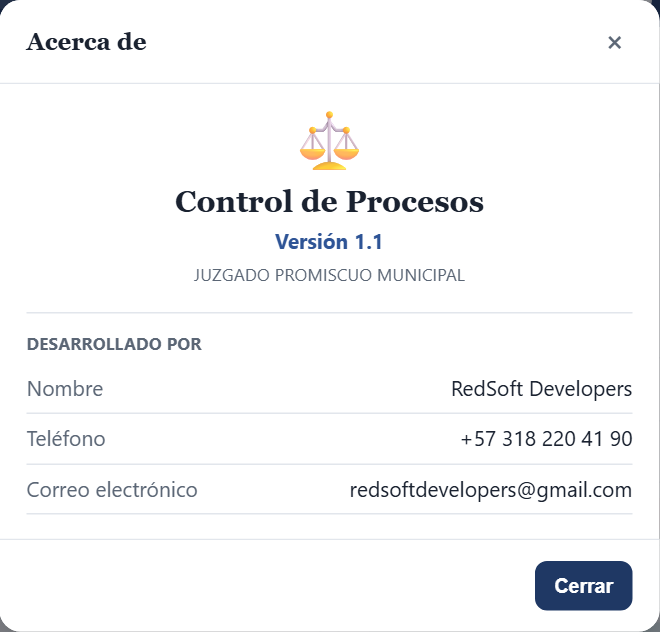 Acerca de
×
Control de Procesos
Versión 1.1
JUZGADO PROMISCUO MUNICIPAL
DESARROLLADO POR
Nombre RedSoft Developers
Teléfono +57 318 220 41 90
Correo electrónico redsoftdevelopers@gmail.com
Cerrar